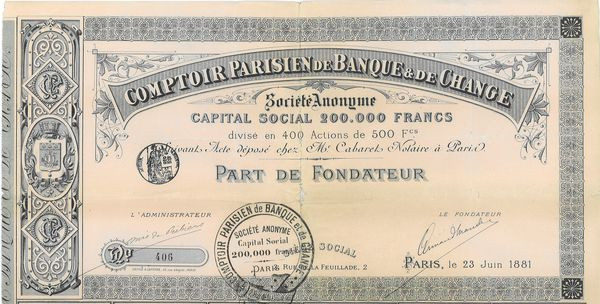 COMPTOIR PARISIEN DE BANQUE & DE CHANGE
Société Anonyme
CAPITAL SOCIAL 200.000 FRANCS
divisé en 400 Actions de 500 Fcs
Suivant Acte déposé chez Me Cabaret Notaire à Paris
PART DE FONDATEUR
L'ADMINISTRATEUR
LE FONDATEUR
COMPTOIR PARISIEN de BANQUE et de CHANGE
SOCIÉTÉ ANONYME
Capital Social
200,000 francs
SOCIAL
No 406
PARIS RUE LA FEUILLADE, 2
PARIS, le 23 Juin 1881